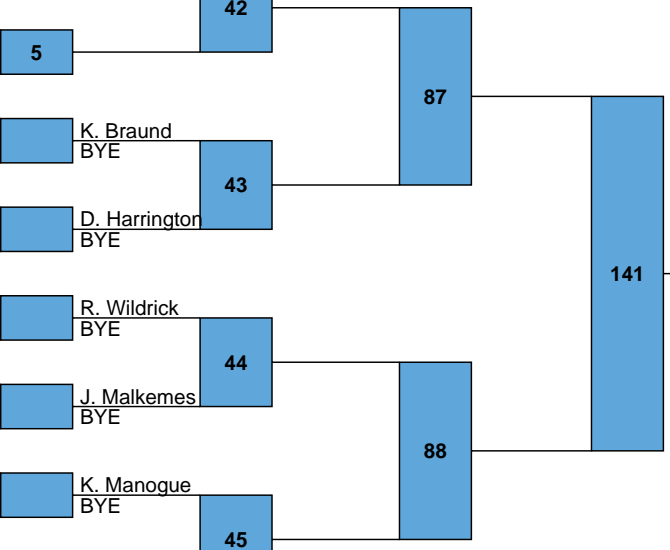 42
5
87
K. Braund
BYE
43
D. Harrington
BYE
141
R. Wildrick
BYE
44
J. Malkemes
BYE
88
K. Manogue
BYE
45